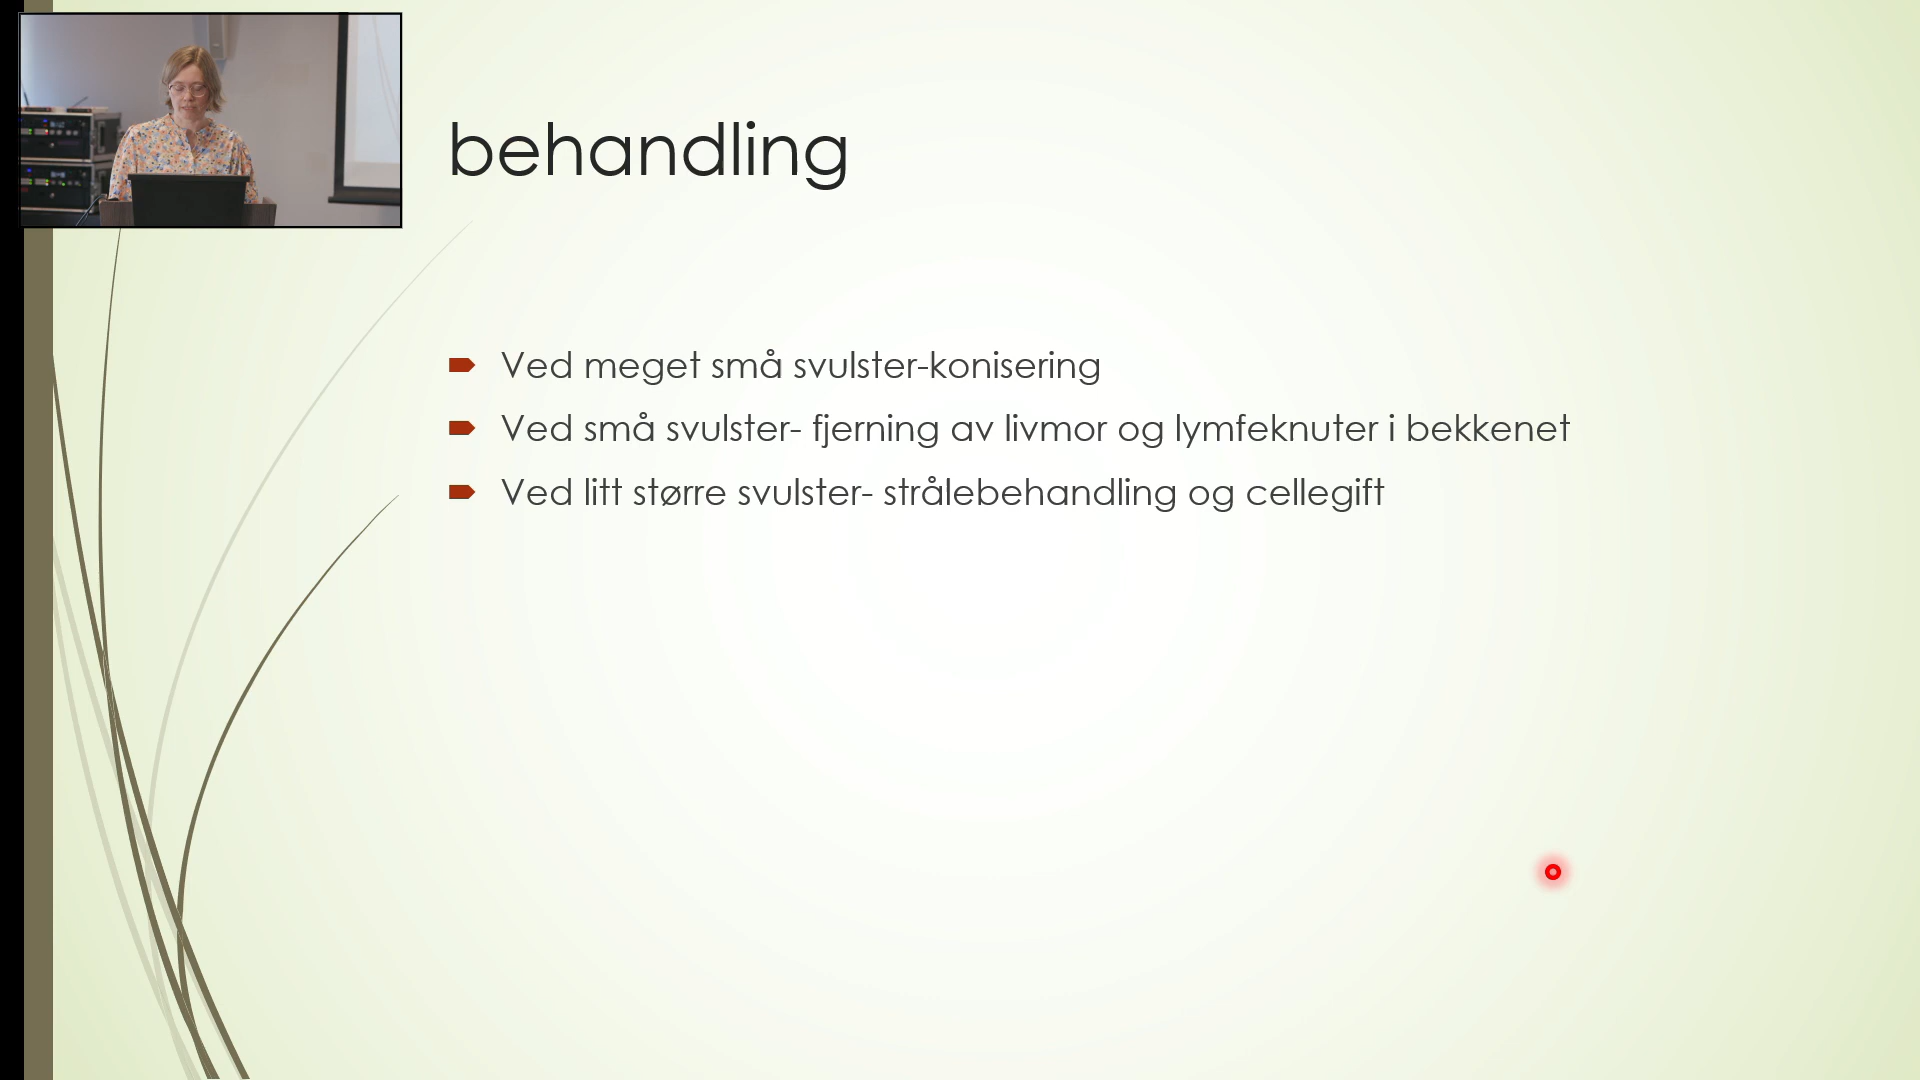 behandling
Ved meget små svulster-konisering
Ved små svulster- fjerning av livmor og lymfeknuter i bekkenet
Ved litt større svulster- strålebehandling og cellegift